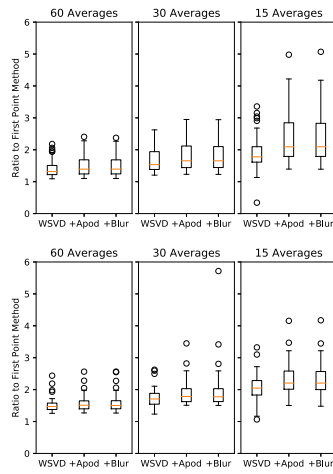 60 Averages 30 Averages 15 Averages
Ratio to First Point Method
6
5
4
3
2
1
0
WSVD +Apod +Blur WSVD +Apod +Blur WSVD +Apod +Blur
60 Averages 30 Averages 15 Averages
Ratio to First Point Method
6
5
4
3
2
1
0
WSVD +Apod +Blur WSVD +Apod +Blur WSVD +Apod +Blur